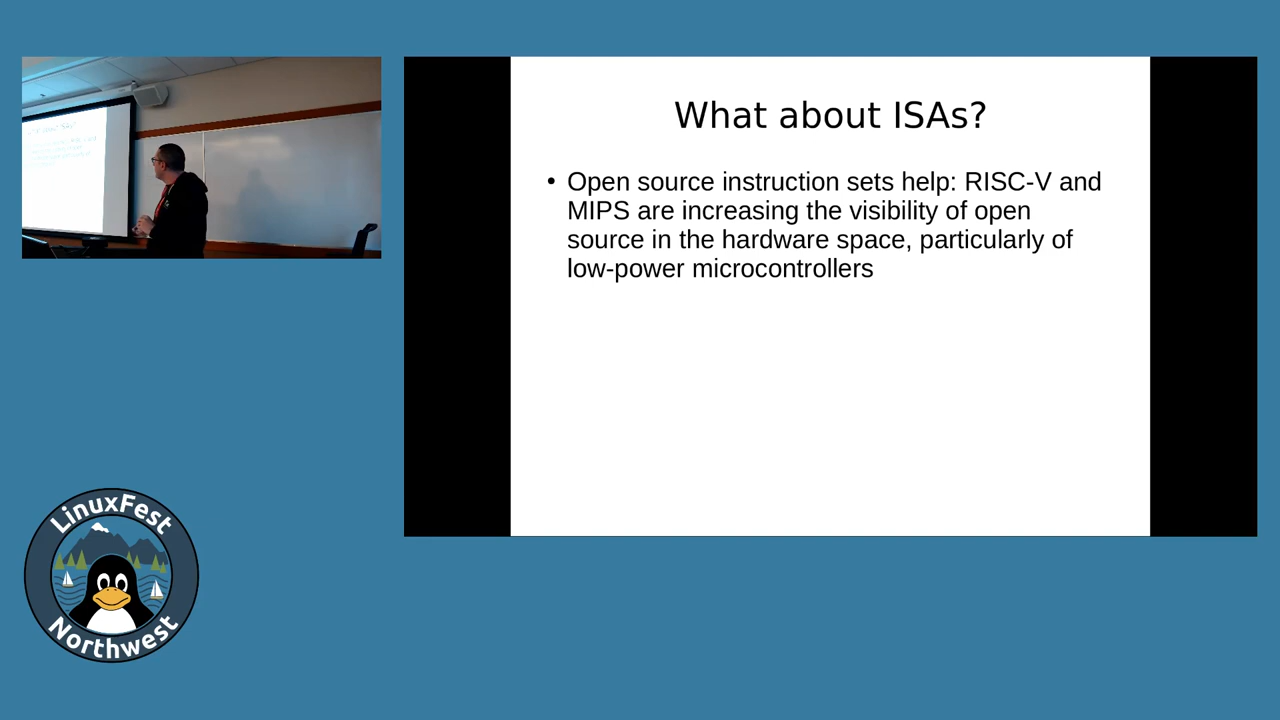 What about ISAs?
• Open source instruction sets help: RISC-V and
MIPS are increasing the visibility of open
source in the hardware space, particularly of
low-power microcontrollers
LinuxFest
Northwest